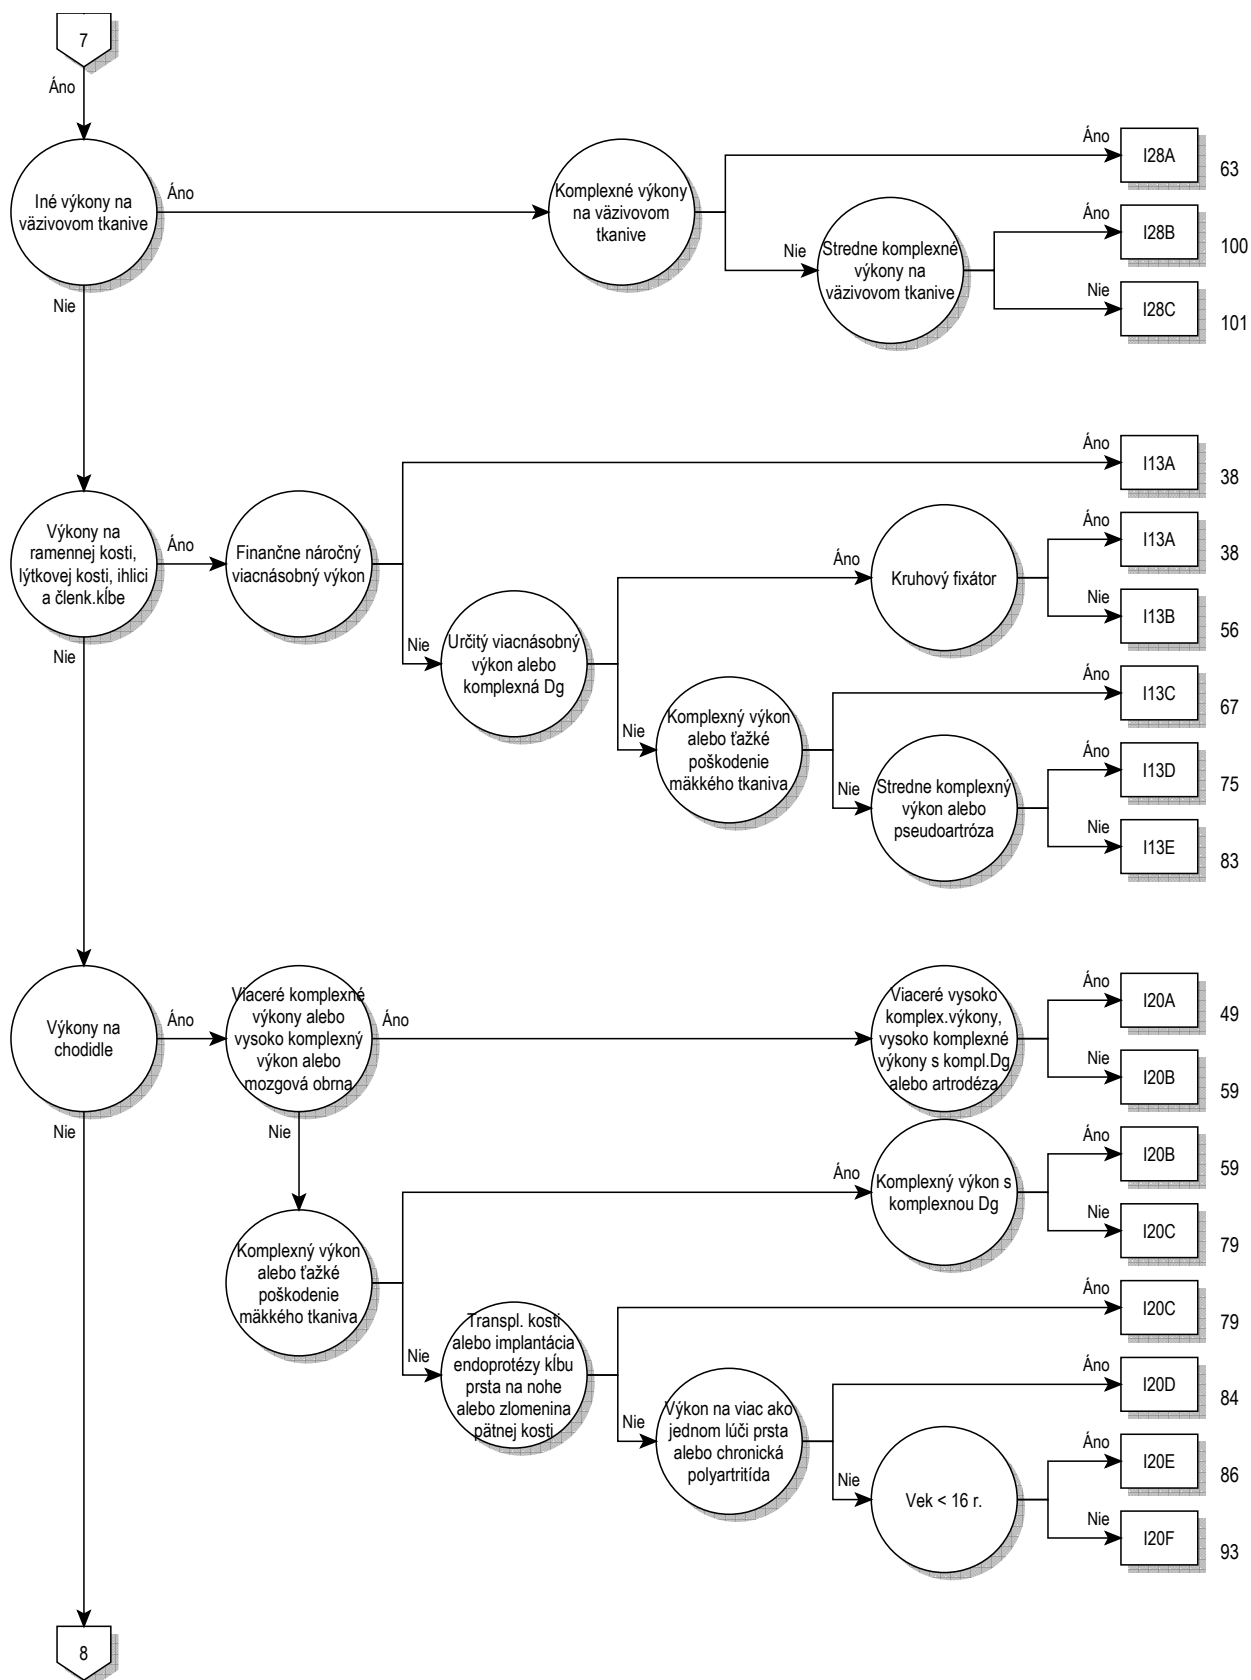 7
Áno
Iné výkony na
väzivovom tkanive
Áno
Komplexné výkony
na väzivovom
tkanive
Áno
I28A
63
Nie
Stredne komplexné
výkony na
väzivovom tkanive
Áno
I28B
100
Nie
I28C
101
Nie
Výkony na
ramennej kosti,
lýtkovej kosti, ihlici
a členk.kĺbe
Áno
Finančne náročný
viacnásobný výkon
Áno
I13A
38
Nie
Určitý viacnásobný
výkon alebo
komplexná Dg
Áno
Kruhový fixátor
Áno
I13A
38
Nie
I13B
56
Nie
Komplexný výkon
alebo ťažké
poškodenie
mäkkého tkaniva
Áno
I13C
67
Nie
Stredne komplexný
výkon alebo
pseudoartróza
Áno
I13D
75
Nie
I13E
83
Nie
Výkony na
chodidle
Áno
Viaceré komplexné
výkony alebo
vysoko komplexný
výkon alebo
mozgová obrna
Áno
Viaceré vysoko
komplex.výkony,
vysoko komplexné
výkony s kompl.Dg
alebo artrodéza
Áno
I20A
49
Nie
I20B
59
Nie
Komplexný výkon
alebo ťažké
poškodenie
mäkkého tkaniva
Áno
Komplexný výkon s
komplexnou Dg
Áno
I20B
59
Nie
I20C
79
Nie
Transpl. kosti
alebo implantácia
endoprotézy kĺbu
prsta na nohe
alebo zlomenina
pätnej kosti
Áno
I20C
79
Nie
Výkon na viac ako
jednom lúči prsta
alebo chronická
polyartritída
Áno
I20D
84
Nie
Vek < 16 r.
Áno
I20E
86
Nie
I20F
93
Nie
8